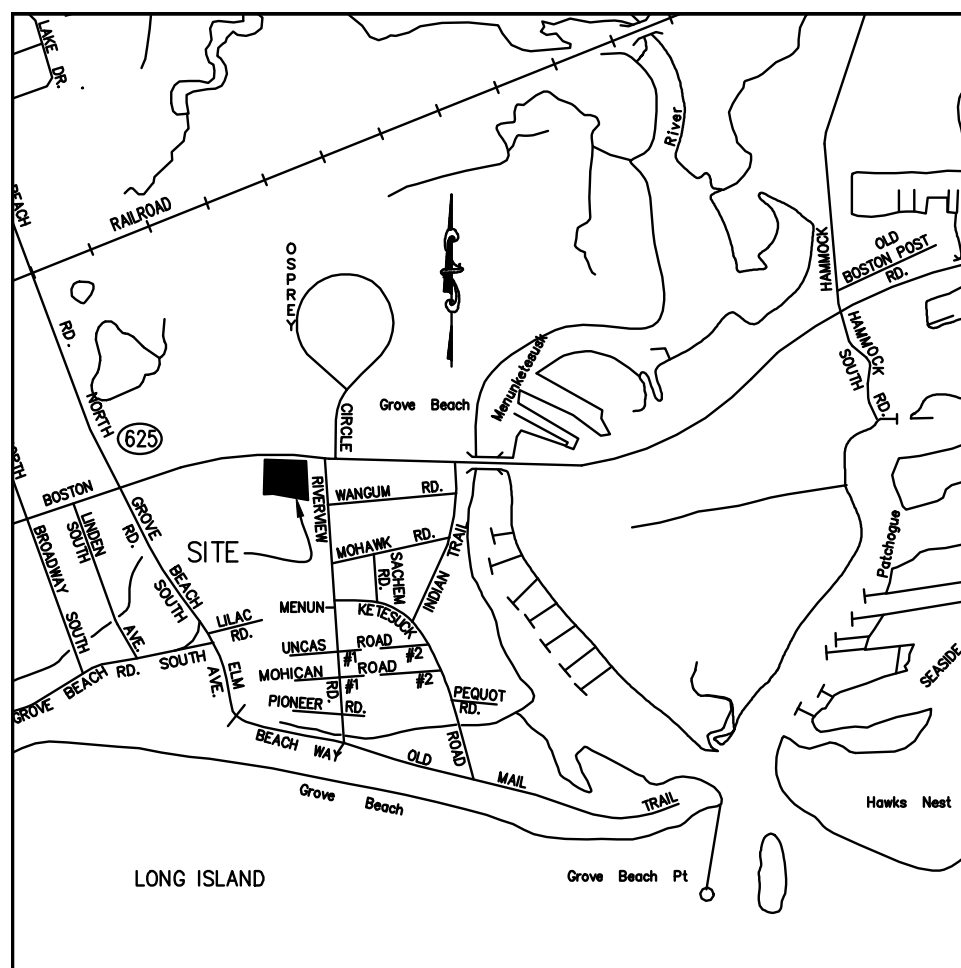 LAKE DR.
River
RAILROAD
BEACH
RD.
NORTH
OSPREY
CIRCLE
HAMMOCK
OLD
BOSTON POST
RD.
HAMMOCK
SOUTH RD.
Menunketesusk
Grove Beach
625
BOSTON
GROVE
RD.
BEACH
SOUTH
LINDEN
SOUTH
AVE.
BROADWAY
SOUTH
SITE
RIVERVIEW
RD.
WANGUM RD.
MOHAWK RD.
SACHEM
RD.
INDIAN TRAIL
MENUN-
KETESUCK
ROAD
UNCAS ROAD
#1 #2
MOHICAN ROAD
#1 #2
PIONEER RD.
PEQUOT
RD.
LILAC
RD.
ELM
AVE.
GROVE BEACH RD. SOUTH
BEACH WAY
OLD MAIL TRAIL
Patchogue
SEASIDE
Grove Beach
Hawks Nest
Grove Beach Pt
LONG ISLAND